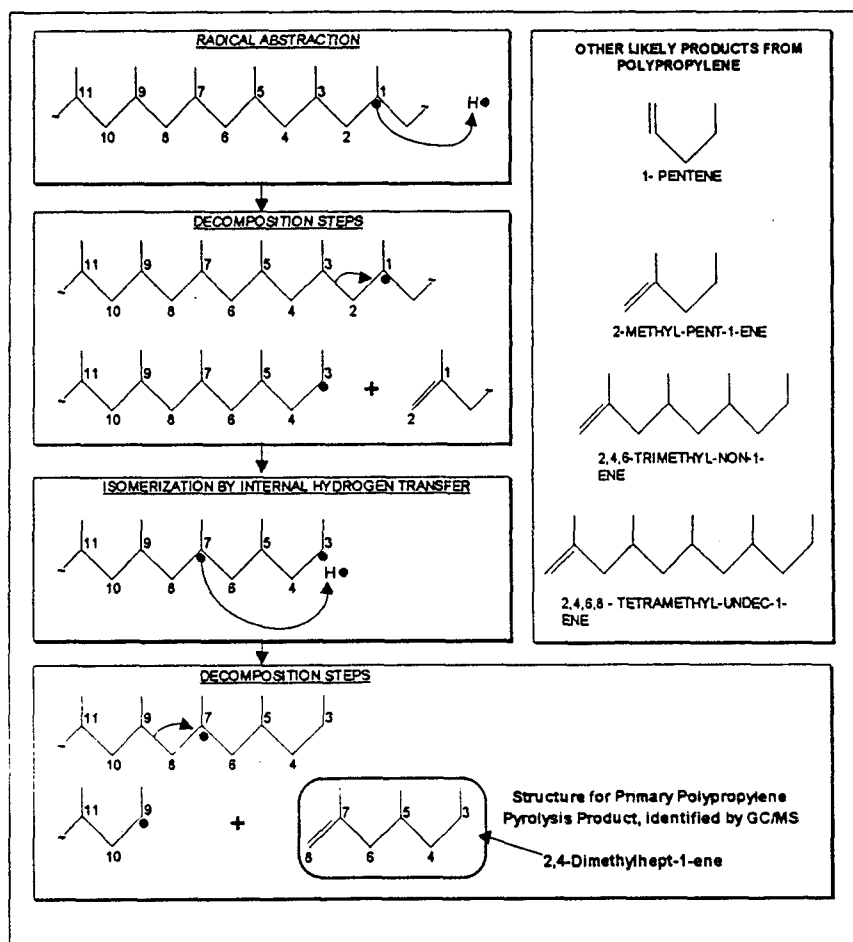 RADICAL ABSTRACTION
11 9 7 5 3 1 H
10 8 6 4 2
DECOMPOSITION STEPS
11 9 7 5 3 1
10 8 6 4 2
11 9 7 5 3 + 1
10 8 6 4 2
ISOMERIZATION BY INTERNAL HYDROGEN TRANSFER
11 9 7 5 3
H
10 8 6 4
DECOMPOSITION STEPS
11 9 7 5 3
10 8 6 4
11 9 + 7 5 3
10 8 6 4
Structure for Primary Polypropylene
Pyrolysis Product, identified by GC/MS
2,4-Dimethylhept-1-ene
OTHER LIKELY PRODUCTS FROM
POLYPROPYLENE
1- PENTENE
2-METHYL-PENT-1-ENE
2,4,6-TRIMETHYL-NON-1-
ENE
2,4,6,8 - TETRAMETHYL-UNDEC-1-
ENE